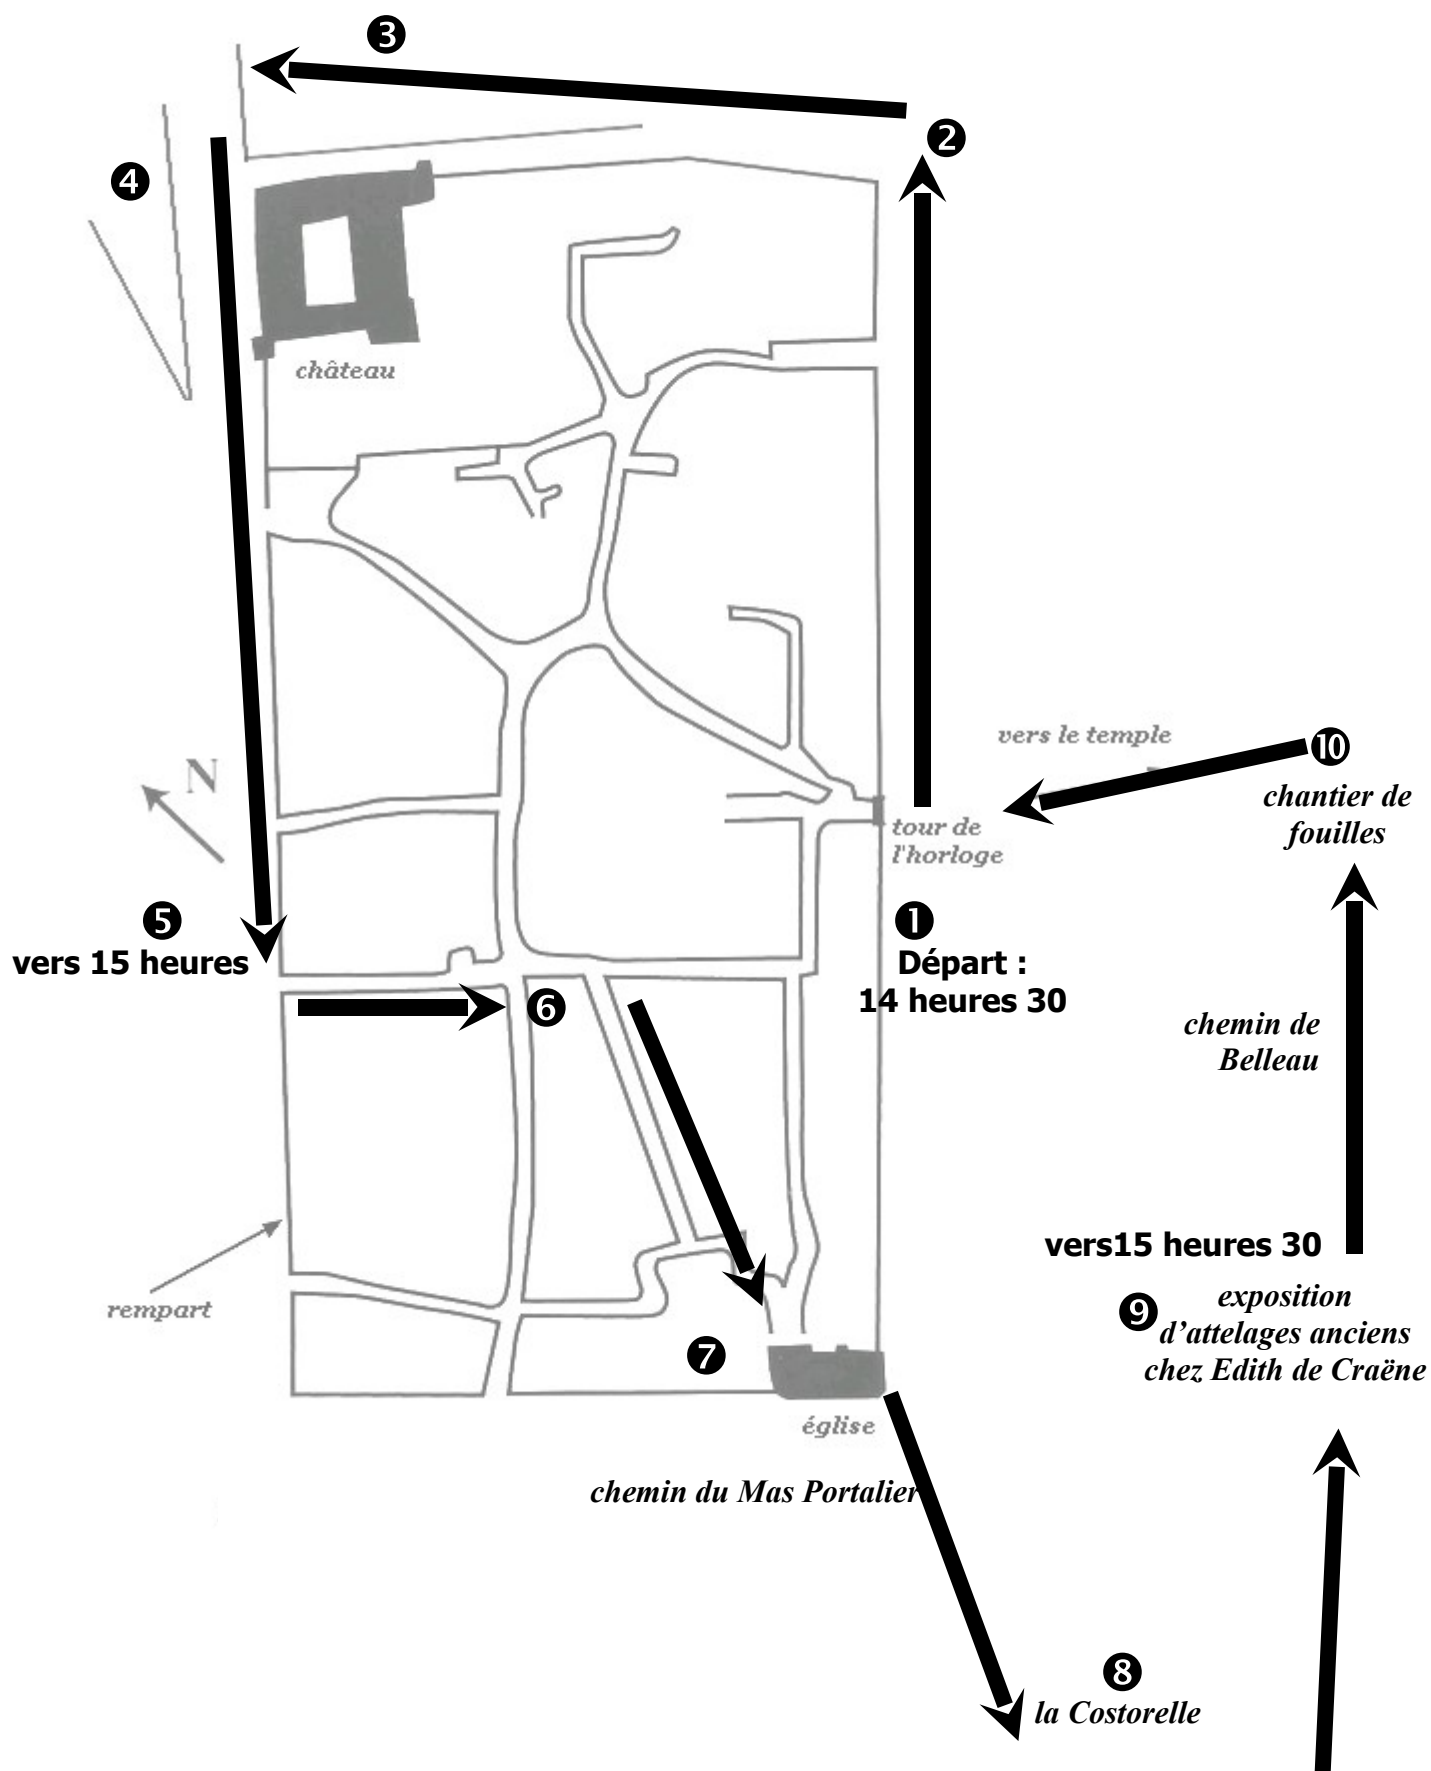 ❸
❷
❹
château
N
vers le temple
❿
chantier de
fouilles
tour de
l'horloge
❺
vers 15 heures
❶
Départ :
14 heures 30
❻
chemin de
Belleau
rempart
vers15 heures 30
❾
exposition
d'attelages anciens
chez Edith de Craëne
❼
église
chemin du Mas Portalier
❽
la Costorelle